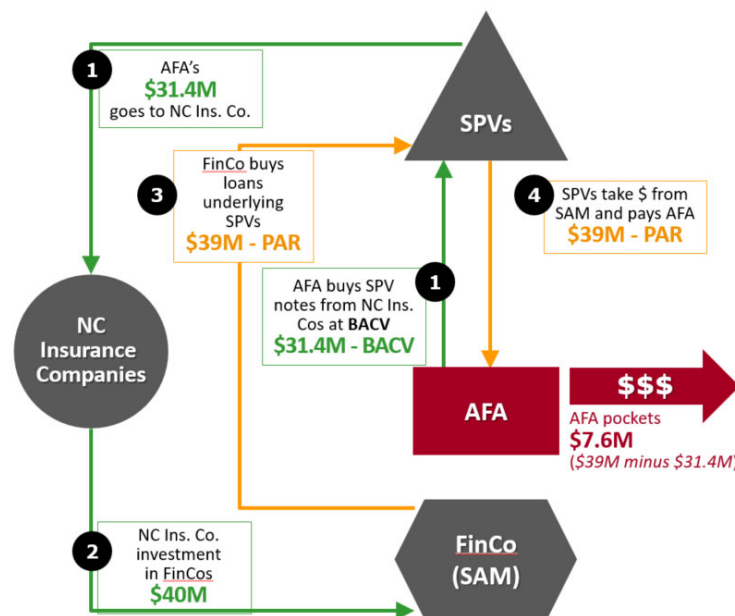 1
AFA's
$31.4M
goes to NC Ins. Co.
SPVs
3
FinCo buys
loans
underlying
SPVs
$39M - PAR
4
SPVs take $ from
SAM and pays AFA
$39M - PAR
1
AFA buys SPV
notes from NC Ins.
Cos at BACV
$31.4M - BACV
NC
Insurance
Companies
AFA
$$$
AFA pockets
$7.6M
($39M minus $31.4M)
2
NC Ins. Co.
investment
in FinCos
$40M
FinCo
(SAM)